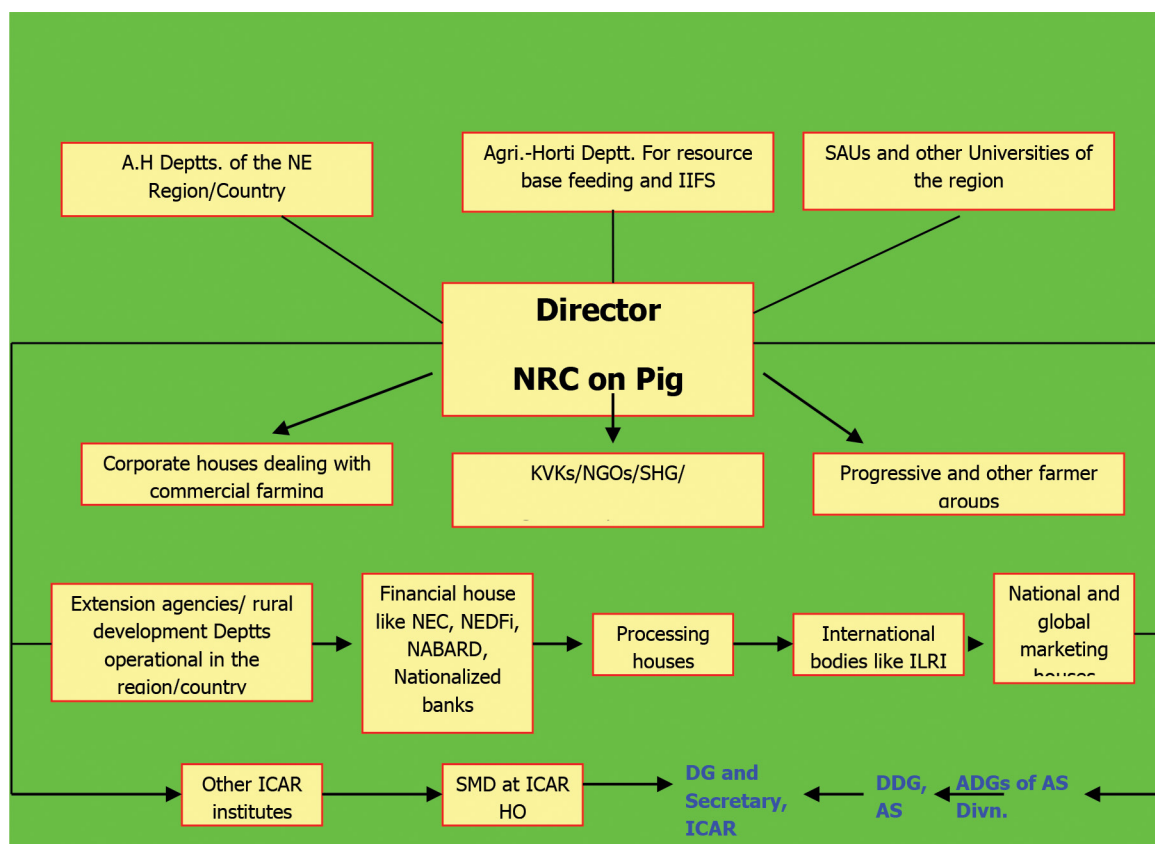 A.H Deptts. of the NE
Region/Country
Agri.-Horti Deptt. For resource
base feeding and IIFS
SAUs and other Universities of
the region
Director
NRC on Pig
Corporate houses dealing with
commercial farming
KVKs/NGOs/SHG/
Progressive and other farmer
groups
Extension agencies/ rural
development Deptts
operational in the
region/country
Financial house
like NEC, NEDFi,
NABARD,
Nationalized
banks
Processing
houses
International
bodies like ILRI
National and
global
marketing
houses
Other ICAR
institutes
SMD at ICAR
HO
DG and
Secretary,
ICAR
DDG,
AS
ADGs of AS
Divn.